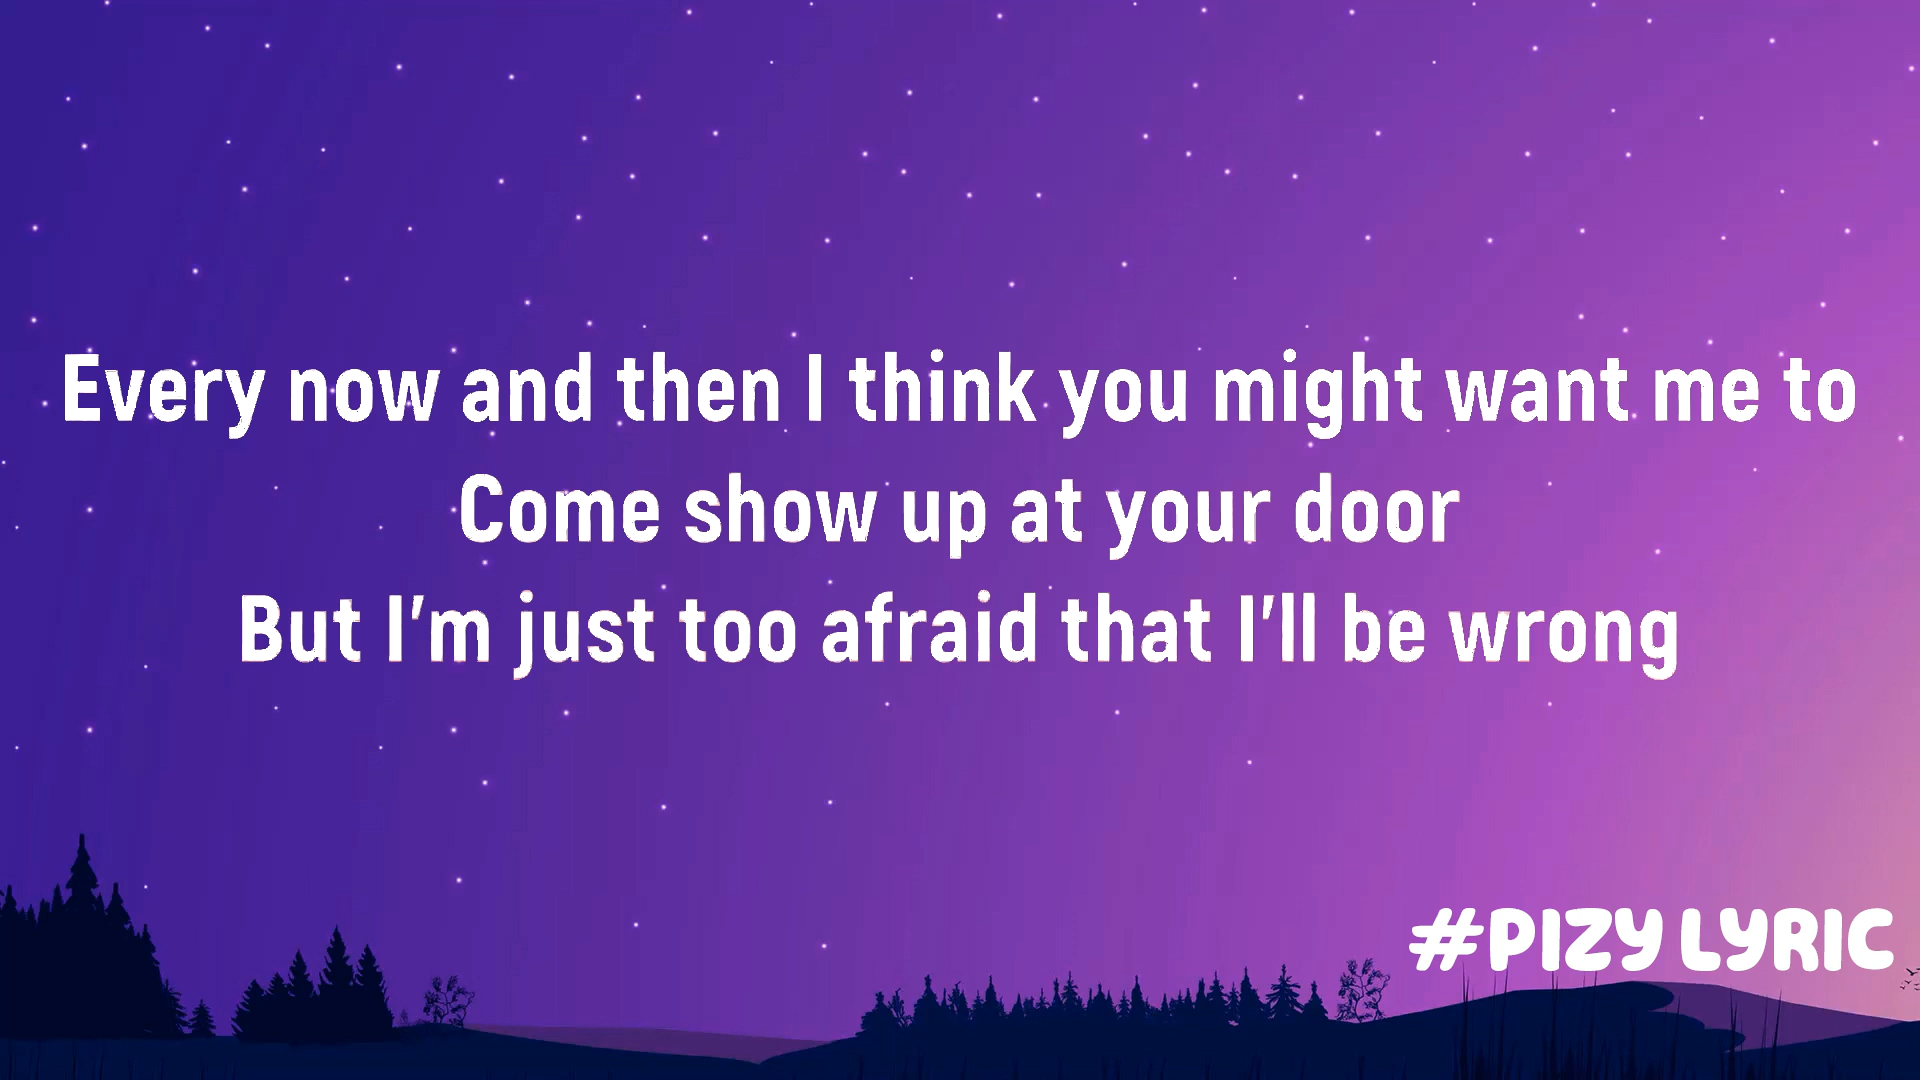 Every now and then I think you might want me to
Come show up at your door
But I’m just too afraid that I’ll be wrong
#PIZY LYRIC